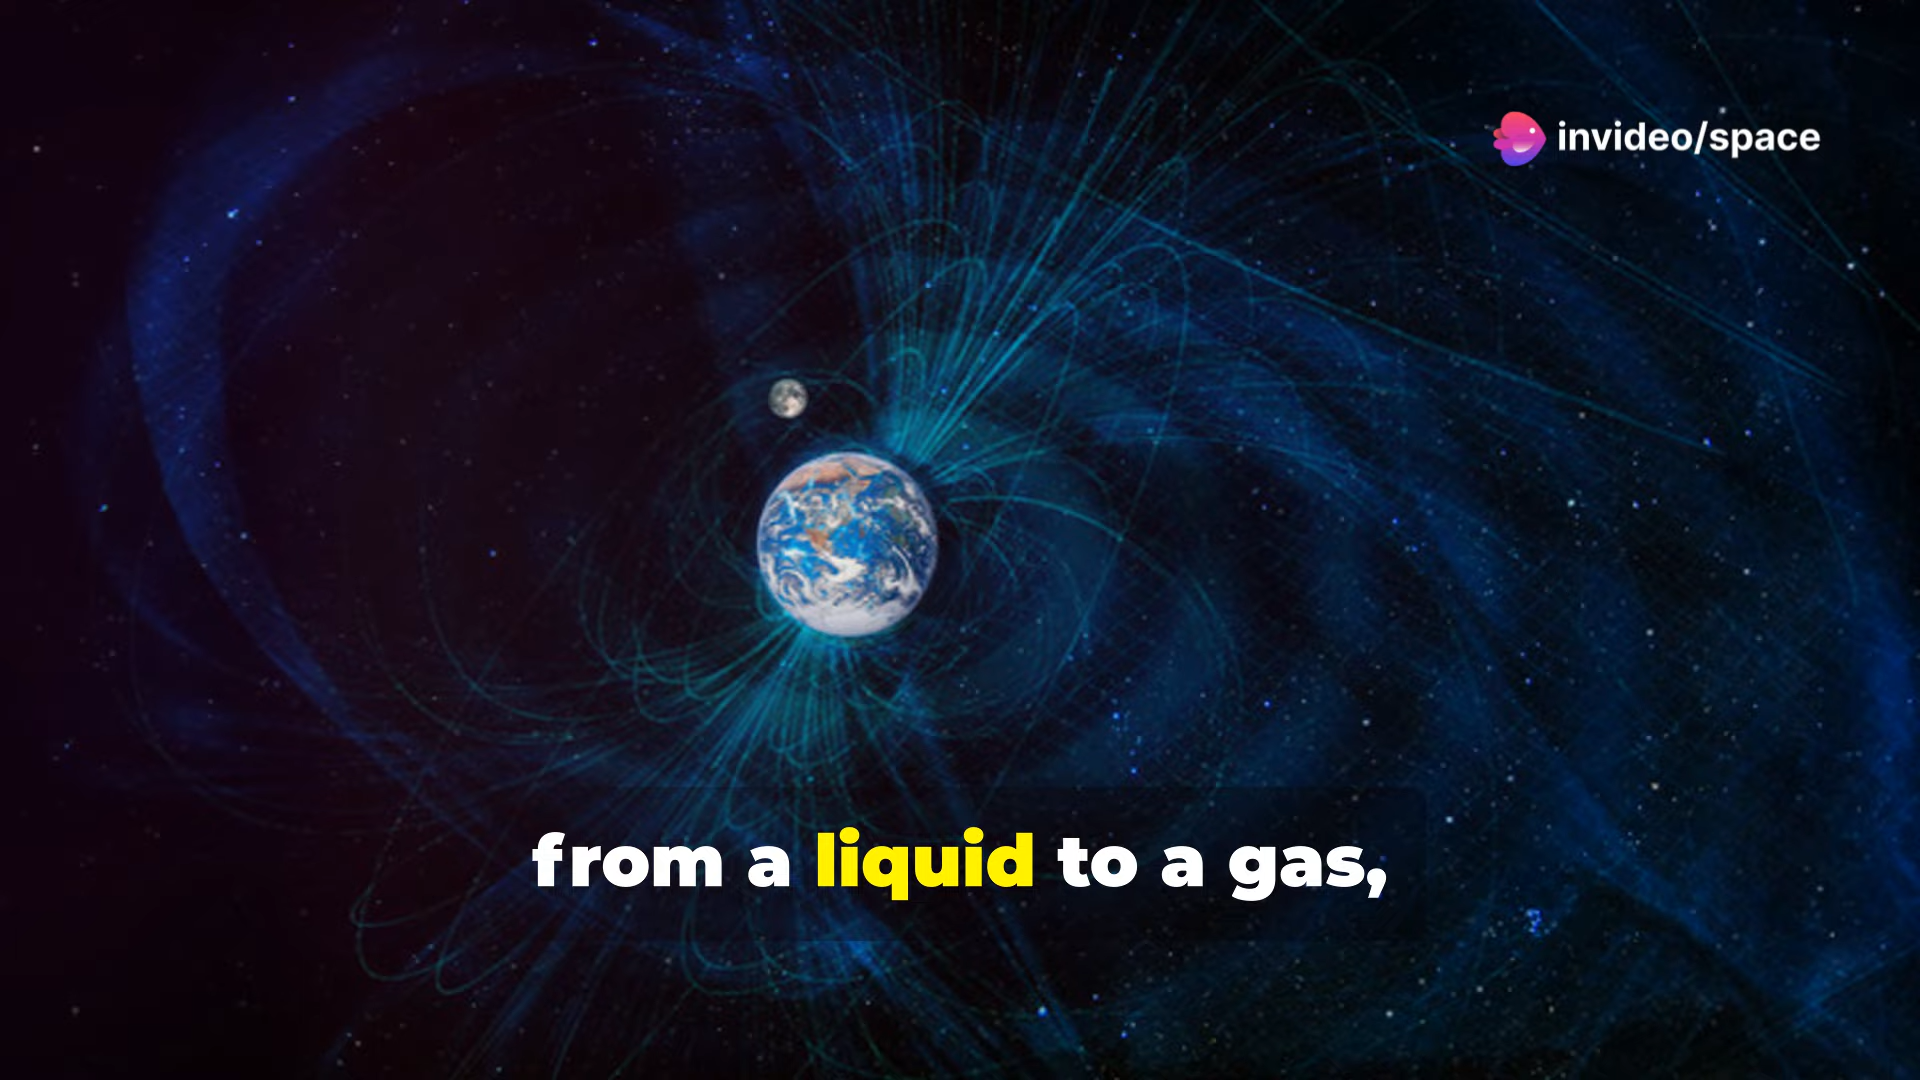 invideo/space
from a liquid to a gas,